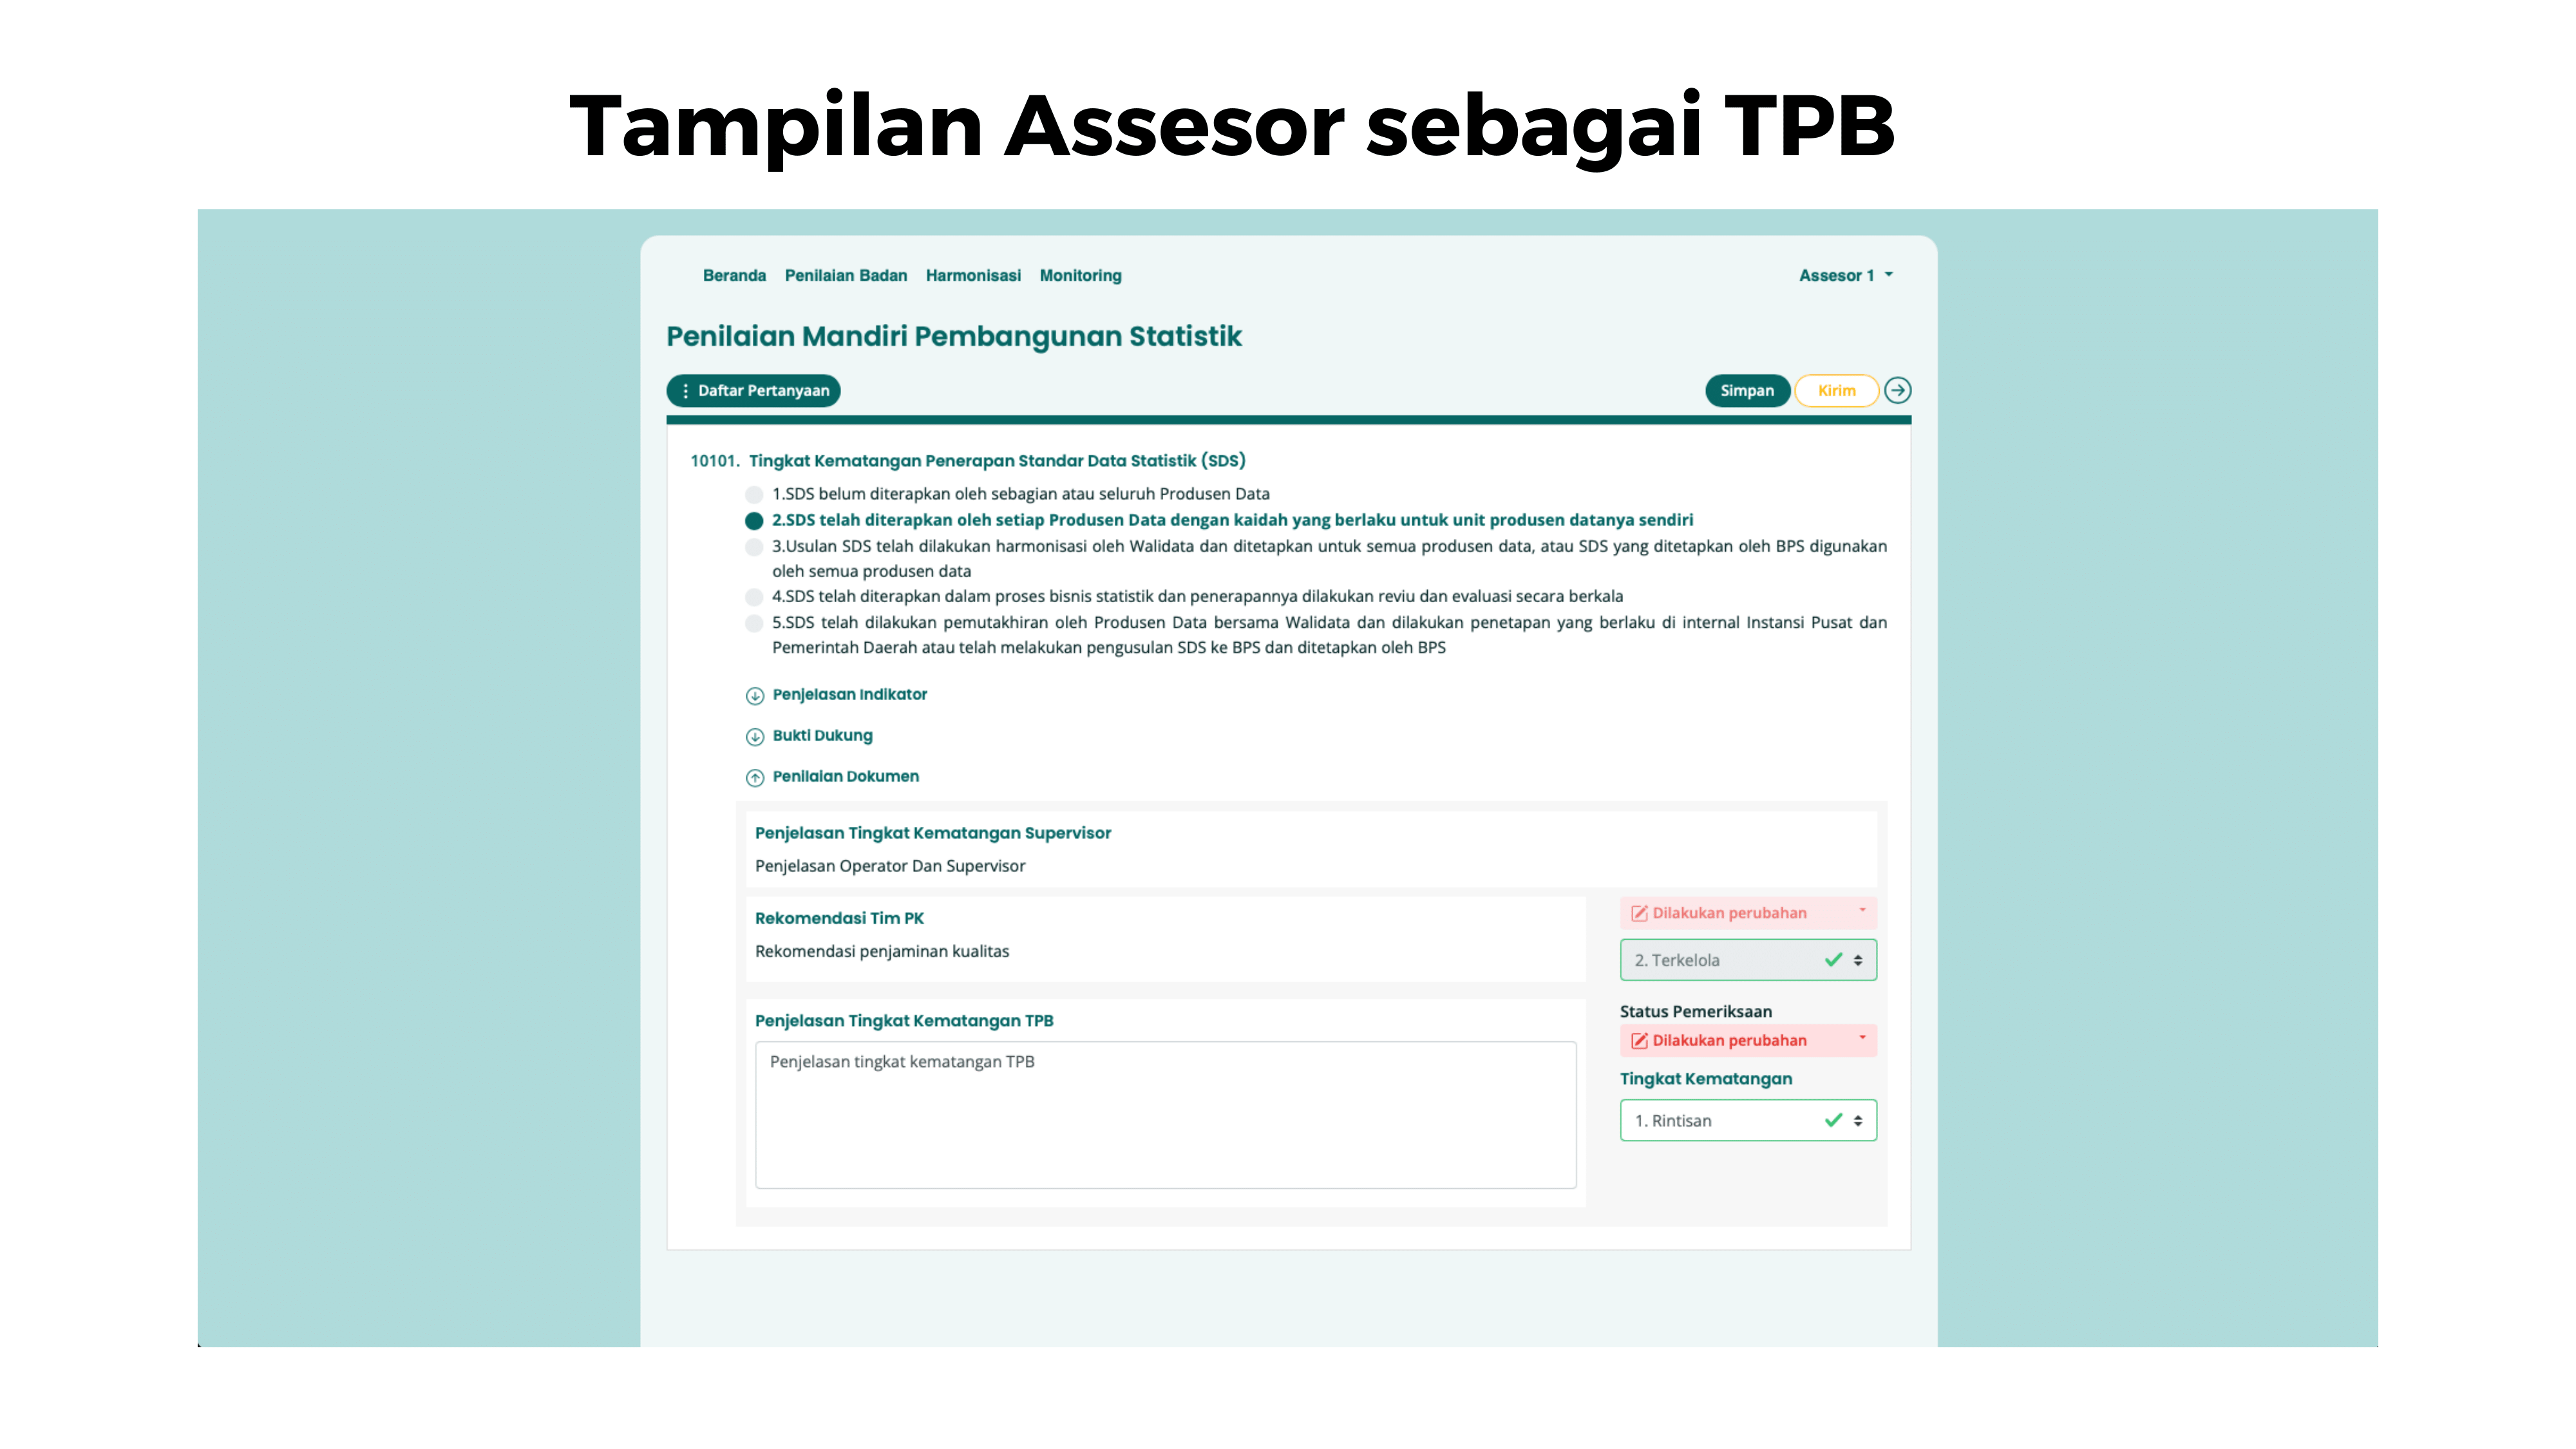 Tampilan Assesor sebagai TPB
Beranda Penilaian Badan Harmonisasi Monitoring Assesor 1
Penilaian Mandiri Pembangunan Statistik
Daftar Pertanyaan Simpan Kirim
10101. Tingkat Kematangan Penerapan Standar Data Statistik (SDS)
1.SDS belum diterapkan oleh sebagian atau seluruh Produsen Data
2.SDS telah diterapkan oleh setiap Produsen Data dengan kaidah yang berlaku untuk unit produsen datanya sendiri
3.Usulan SDS telah dilakukan harmonisasi oleh Walidata dan ditetapkan untuk semua produsen data, atau SDS yang ditetapkan oleh BPS digunakan
oleh semua produsen data
4.SDS telah diterapkan dalam proses bisnis statistik dan penerapannya dilakukan reviu dan evaluasi secara berkala
5.SDS telah dilakukan pemutakhiran oleh Produsen Data bersama Walidata dan dilakukan penetapan yang berlaku di internal Instansi Pusat dan
Pemerintah Daerah atau telah melakukan pengusulan SDS ke BPS dan ditetapkan oleh BPS
Penjelasan Indikator
Bukti Dukung
Penilaian Dokumen
Penjelasan Tingkat Kematangan Supervisor
Penjelasan Operator Dan Supervisor
Rekomendasi Tim PK
Rekomendasi penjaminan kualitas
Dilakukan perubahan
2. Terkelola
Penjelasan Tingkat Kematangan TPB
Penjelasan tingkat kematangan TPB
Status Pemeriksaan
Dilakukan perubahan
Tingkat Kematangan
1. Rintisan